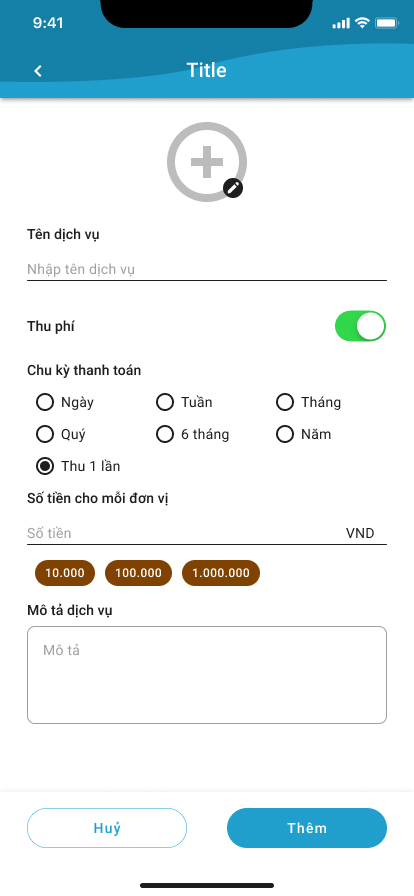 9:41
Title
Tên dịch vụ
Nhập tên dịch vụ
Thu phí
Chu kỳ thanh toán
Ngày Tuần Tháng
Quý 6 tháng Năm
Thu 1 lần
Số tiền cho mỗi đơn vị
Số tiền VND
10.000 100.000 1.000.000
Mô tả dịch vụ
Mô tả
Huỷ Thêm